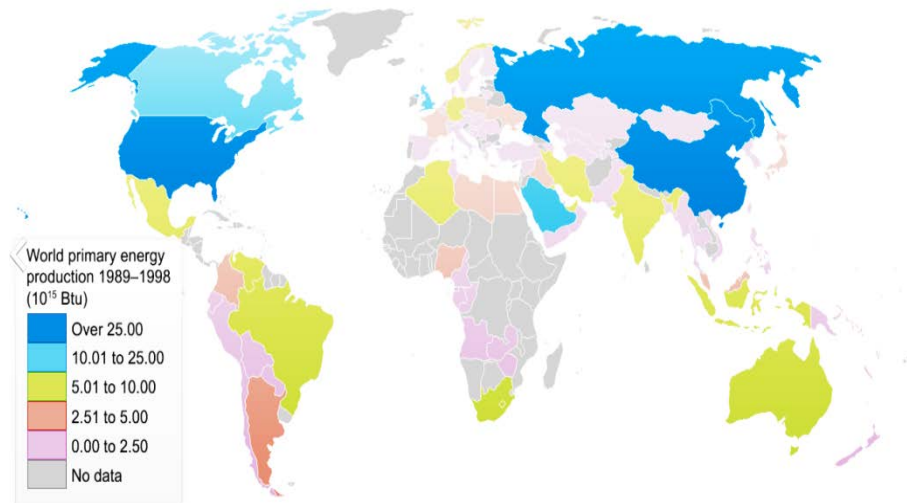 World primary energy
production 1989–1998
(10¹⁵ Btu)
Over 25.00
10.01 to 25.00
5.01 to 10.00
2.51 to 5.00
0.00 to 2.50
No data